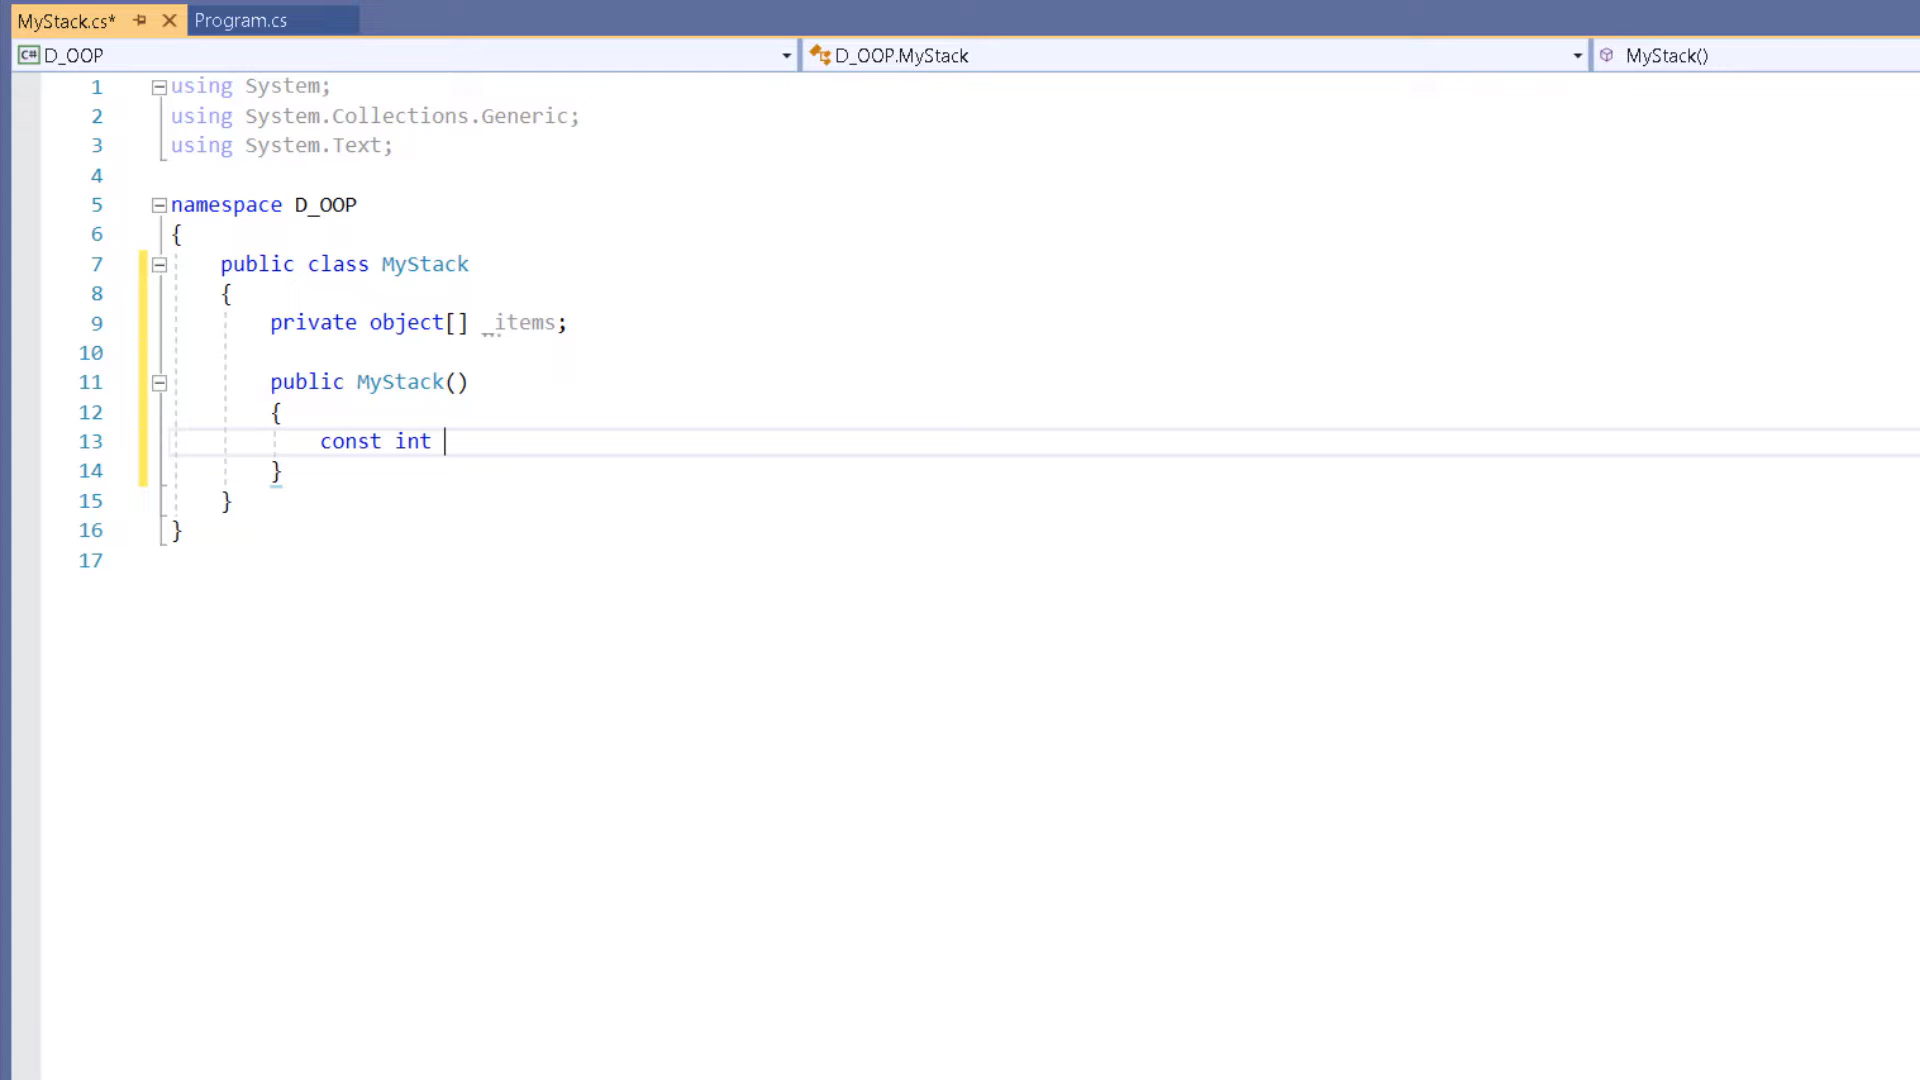 MyStack.cs* Program.cs
D_OOP D_OOP.MyStack MyStack()
1 using System;
2 using System.Collections.Generic;
3 using System.Text;
4
5 namespace D_OOP
6 {
7 public class MyStack
8 {
9 private object[] _items;
10
11 public MyStack()
12 {
13 const int
14 }
15 }
16 }
17